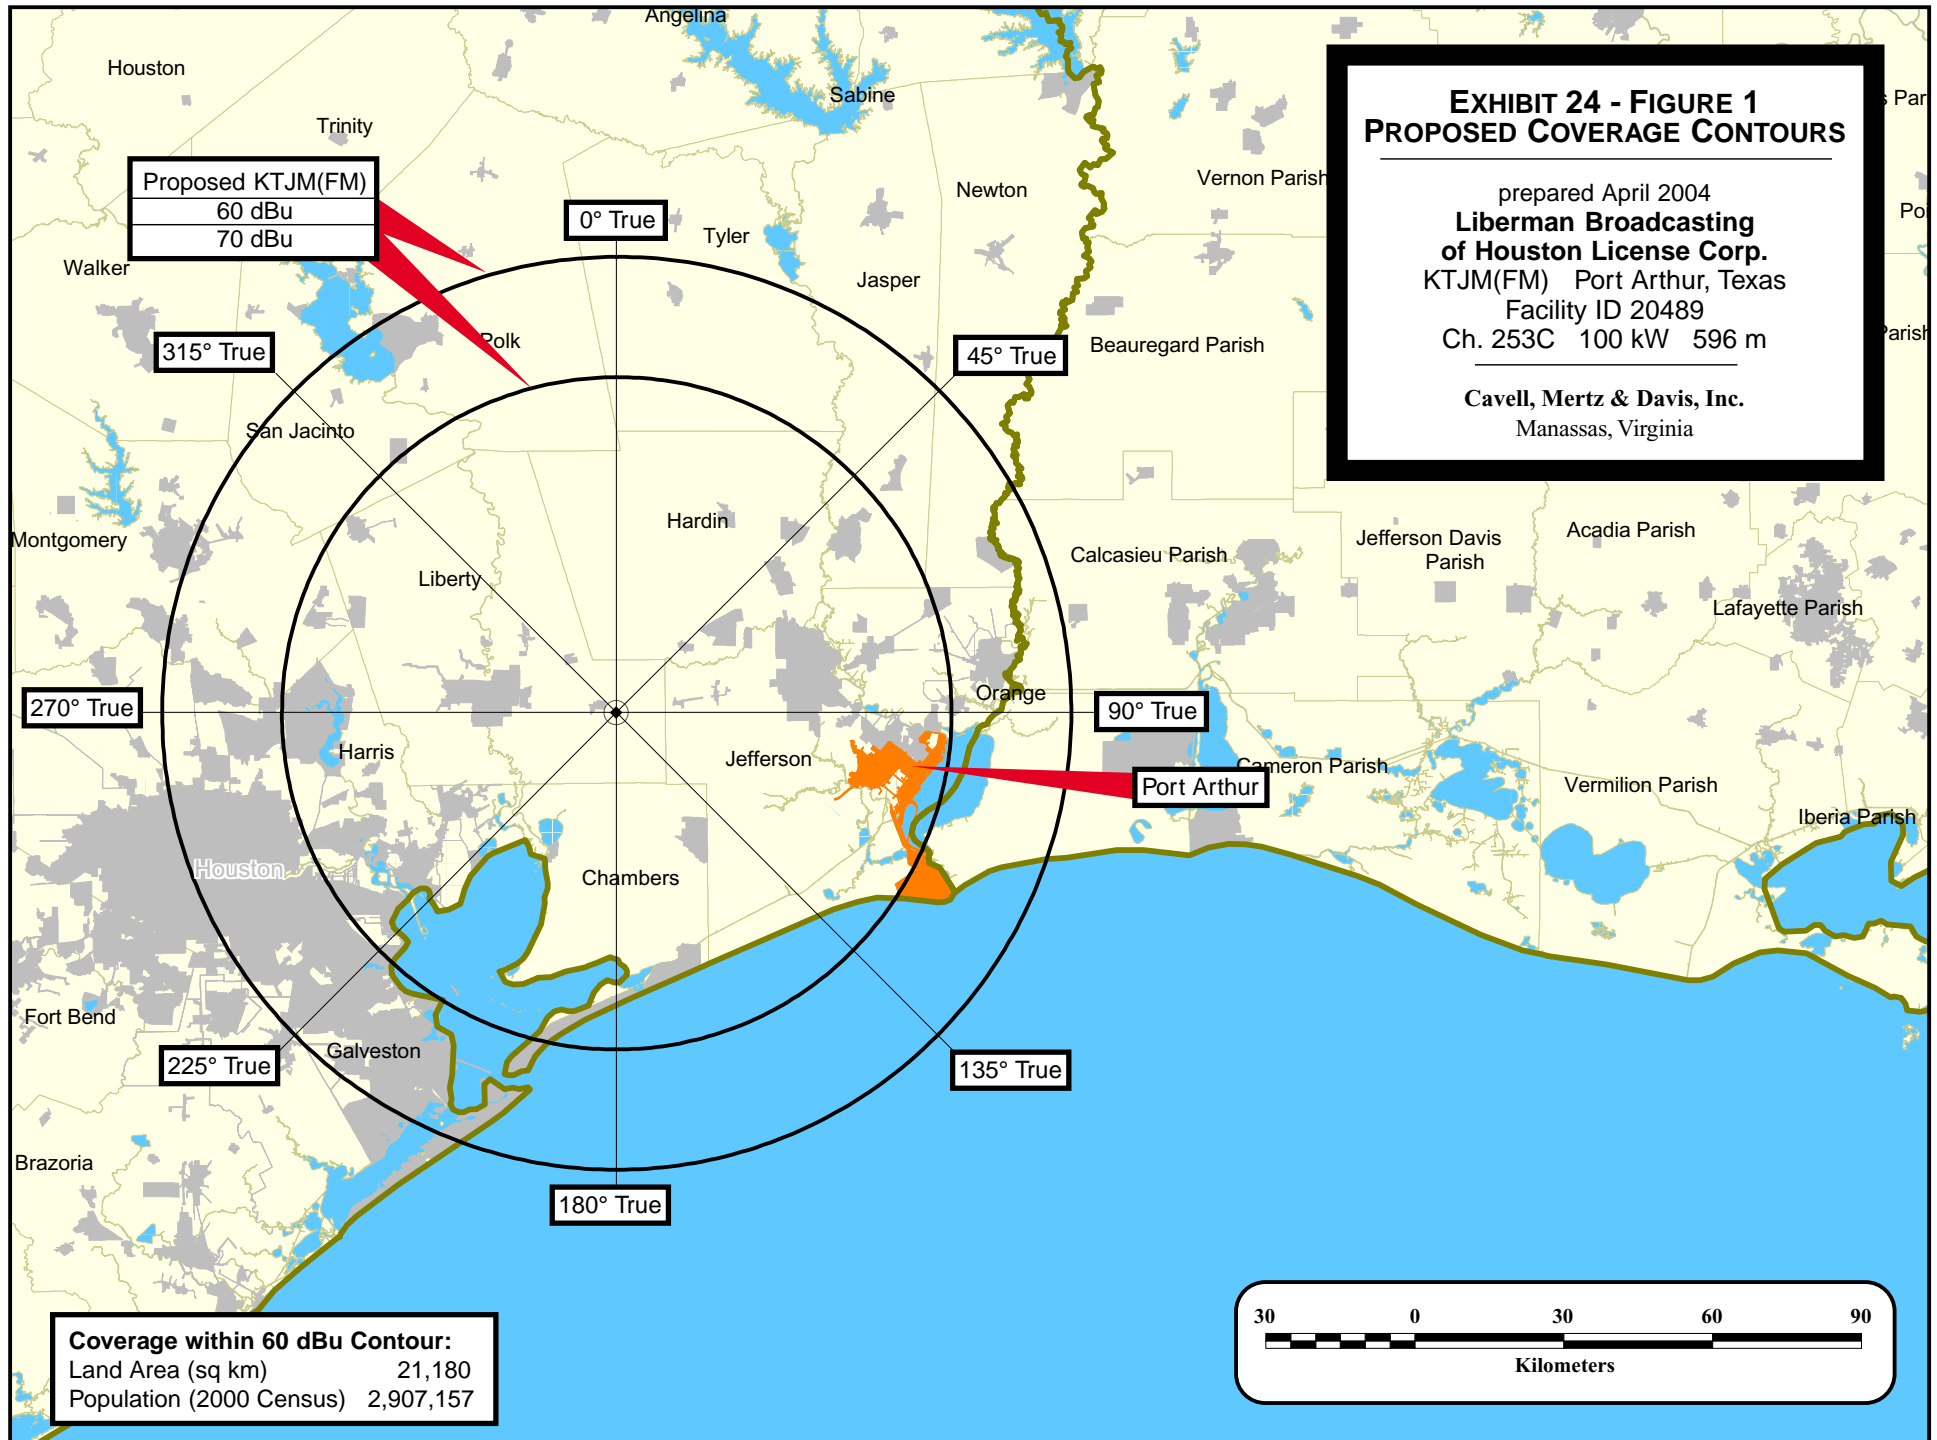 Angelina
Houston
Sabine
Trinity
EXHIBIT 24 - FIGURE 1
PROPOSED COVERAGE CONTOURS
prepared April 2004
Liberman Broadcasting
of Houston License Corp.
KTJM(FM) Port Arthur, Texas
Facility ID 20489
Ch. 253C 100 kW 596 m
Cavell, Mertz & Davis, Inc.
Manassas, Virginia
s Par
Poi
Parish
Proposed KTJM(FM)
60 dBu
70 dBu
Newton
Vernon Parish
0° True
Tyler
Walker
Jasper
315° True
Polk
45° True
Beauregard Parish
San Jacinto
Hardin
Montgomery
Calcasieu Parish
Jefferson Davis
Parish
Acadia Parish
Liberty
Lafayette Parish
Orange
270° True
90° True
Harris
Jefferson
Cameron Parish
Port Arthur
Vermilion Parish
Iberia Parish
Houston
Chambers
Fort Bend
Galveston
225° True
135° True
Brazoria
180° True
Coverage within 60 dBu Contour:
Land Area (sq km) 21,180
Population (2000 Census) 2,907,157
30 0 30 60 90
Kilometers